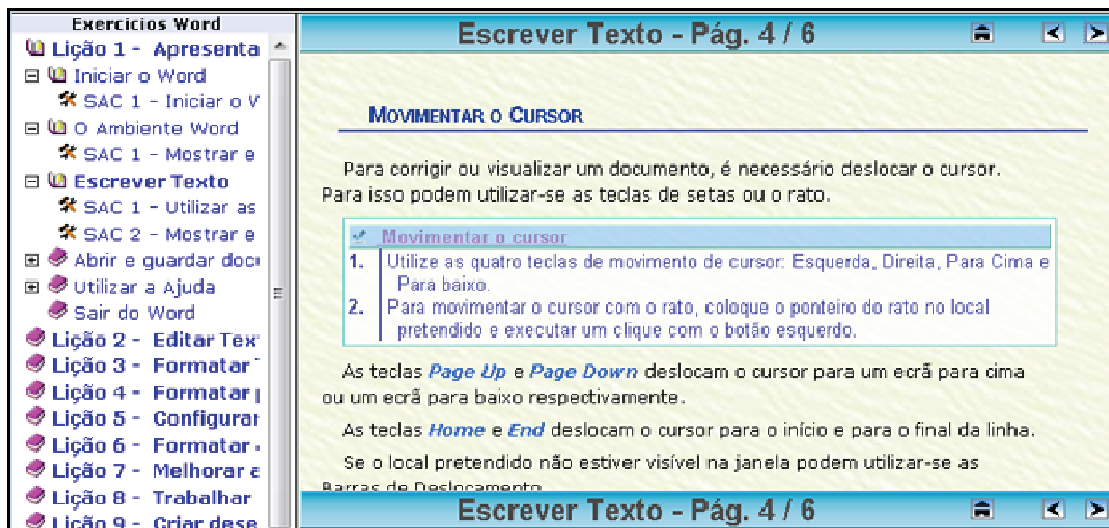 Exercicios Word
Lição 1 - Apresenta
Iniciar o Word
SAC 1 - Iniciar o V
O Ambiente Word
SAC 1 - Mostrar e
Escrever Texto
SAC 1 - Utilizar as
SAC 2 - Mostrar e
Abrir e guardar doc
Utilizar a Ajuda
Sair do Word
Lição 2 - Editar Tex
Lição 3 - Formatar
Lição 4 - Formatar
Lição 5 - Configurar
Lição 6 - Formatar
Lição 7 - Melhorar a
Lição 8 - Trabalhar
Lição 9 - Criar dese
Escrever Texto - Pág. 4 / 6
MOVIMENTAR O CURSOR
Para corrigir ou visualizar um documento, é necessário deslocar o cursor.
Para isso podem utilizar-se as teclas de setas ou o rato.
Movimentar o cursor
1. Utilize as quatro teclas de movimento de cursor: Esquerda, Direita, Para Cima e
Para baixo.
2. Para movimentar o cursor com o rato, coloque o ponteiro do rato no local
pretendido e executar um clique com o botão esquerdo.
As teclas Page Up e Page Down deslocam o cursor para um ecrã para cima
ou um ecrã para baixo respectivamente.
As teclas Home e End deslocam o cursor para o início e para o final da linha.
Se o local pretendido não estiver visível na janela podem utilizar-se as
Barras de Deslocamento
Escrever Texto - Pág. 4 / 6